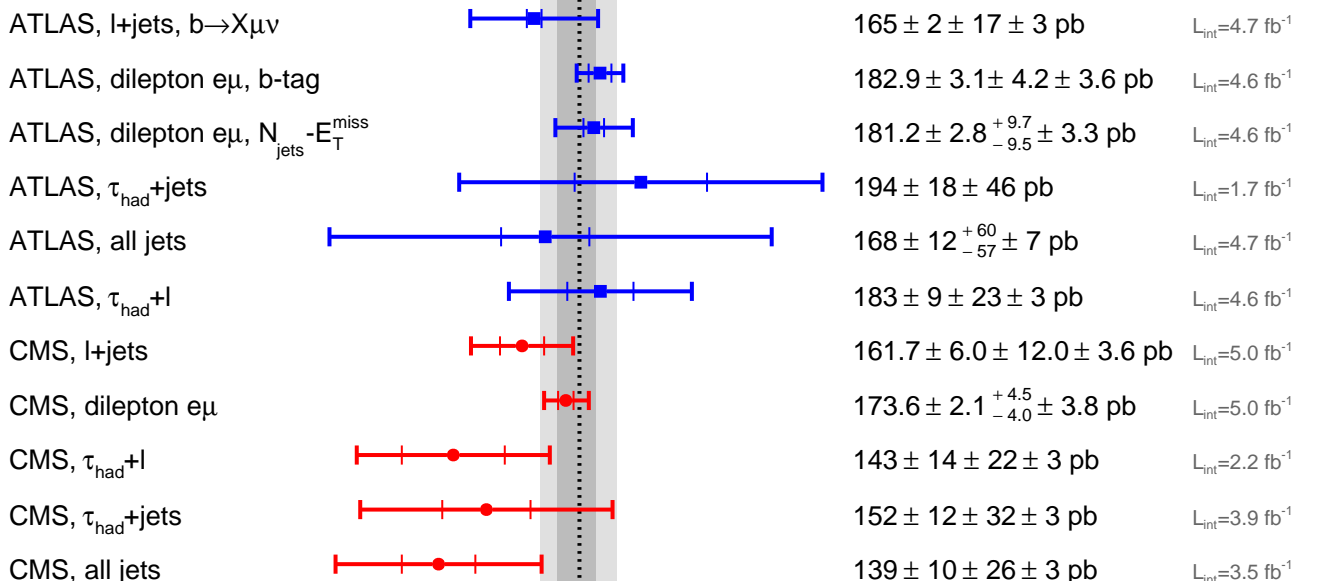 ATLAS, l+jets, b→Xμν 165 ± 2 ± 17 ± 3 pb L_int=4.7 fb⁻¹
ATLAS, dilepton eμ, b-tag 182.9 ± 3.1 ± 4.2 ± 3.6 pb L_int=4.6 fb⁻¹
ATLAS, dilepton eμ, N_jets-E_T^miss 181.2 ± 2.8 +9.7 −9.5 ± 3.3 pb L_int=4.6 fb⁻¹
ATLAS, τ_had+jets 194 ± 18 ± 46 pb L_int=1.7 fb⁻¹
ATLAS, all jets 168 ± 12 +60 −57 ± 7 pb L_int=4.7 fb⁻¹
ATLAS, τ_had+l 183 ± 9 ± 23 ± 3 pb L_int=4.6 fb⁻¹
CMS, l+jets 161.7 ± 6.0 ± 12.0 ± 3.6 pb L_int=5.0 fb⁻¹
CMS, dilepton eμ 173.6 ± 2.1 +4.5 −4.0 ± 3.8 pb L_int=5.0 fb⁻¹
CMS, τ_had+l 143 ± 14 ± 22 ± 3 pb L_int=2.2 fb⁻¹
CMS, τ_had+jets 152 ± 12 ± 32 ± 3 pb L_int=3.9 fb⁻¹
CMS, all jets 139 ± 10 ± 26 ± 3 pb L_int=3.5 fb⁻¹